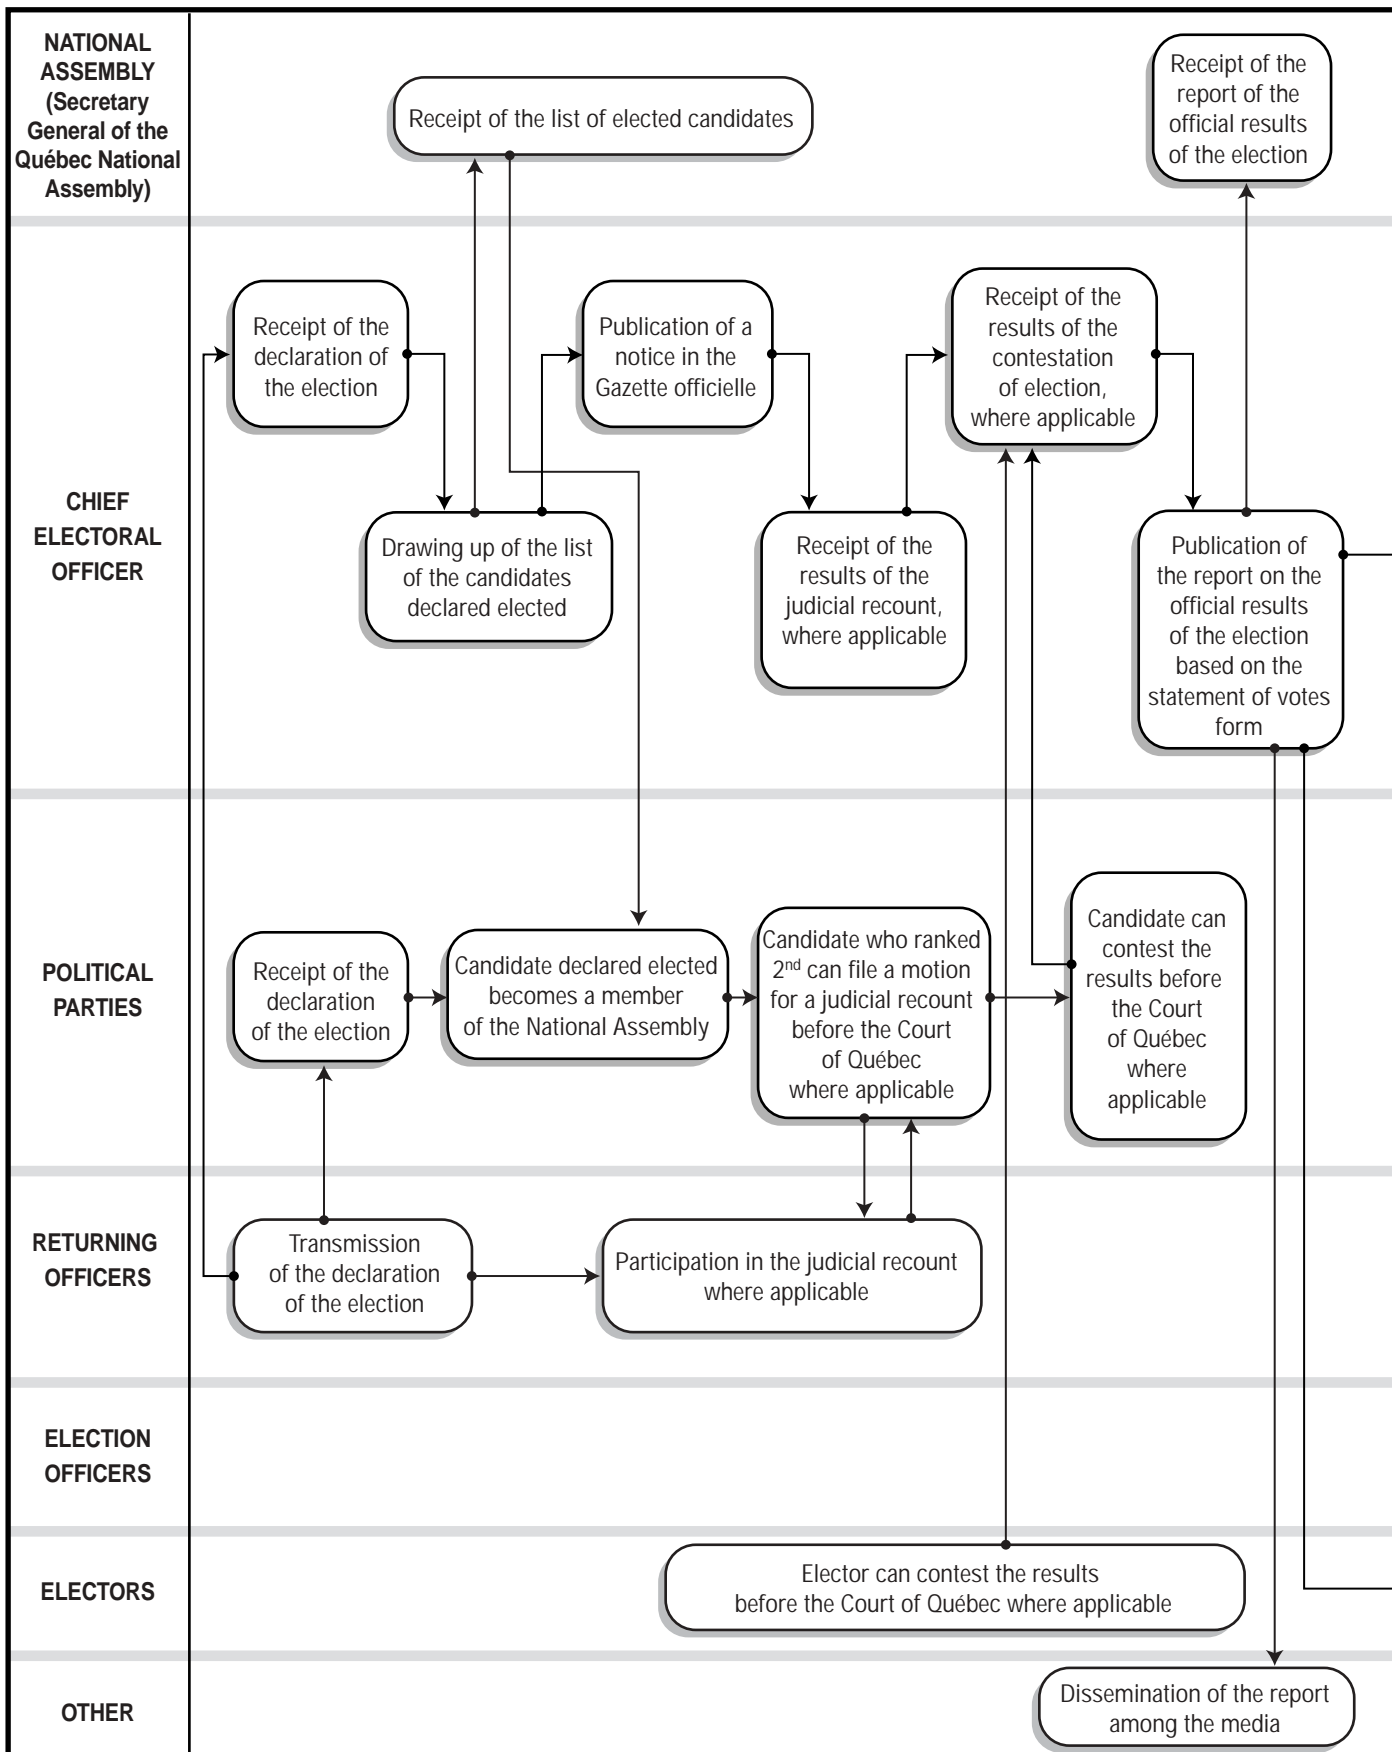 NATIONAL
ASSEMBLY
(Secretary
General of the
Québec National
Assembly)
Receipt of the list of elected candidates
Receipt of the
report of the
official results
of the election
CHIEF
ELECTORAL
OFFICER
Receipt of the
declaration of
the election
Drawing up of the list
of the candidates
declared elected
Publication of a
notice in the
Gazette officielle
Receipt of the
results of the
judicial recount,
where applicable
Receipt of the
results of the
contestation
of election,
where applicable
Publication of
the report on the
official results
of the election
based on the
statement of votes
form
POLITICAL
PARTIES
Receipt of the
declaration
of the election
Candidate declared elected
becomes a member
of the National Assembly
Candidate who ranked
2nd can file a motion
for a judicial recount
before the Court
of Québec
where applicable
Candidate can
contest the
results before
the Court
of Québec
where
applicable
RETURNING
OFFICERS
Transmission
of the declaration
of the election
Participation in the judicial recount
where applicable
ELECTION
OFFICERS
ELECTORS
Elector can contest the results
before the Court of Québec where applicable
OTHER
Dissemination of the report
among the media